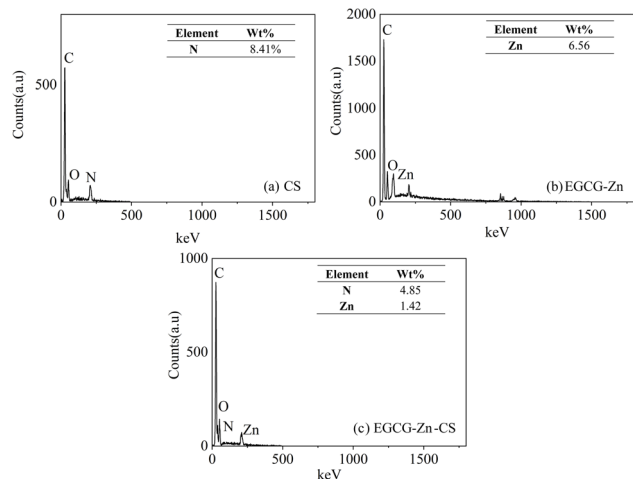 Element Wt%
N 8.41%
C
O
N
(a) CS
500
0
0 500 1000 1500
keV
Counts(a.u)
Element Wt%
Zn 6.56
C
O
Zn
(b) EGCG-Zn
2000
1500
1000
500
0
0 500 1000 1500
keV
Counts(a.u)
Element Wt%
N 4.85
Zn 1.42
C
O
N
Zn
(c) EGCG-Zn-CS
1000
500
0
0 500 1000 1500
keV
Counts(a.u)